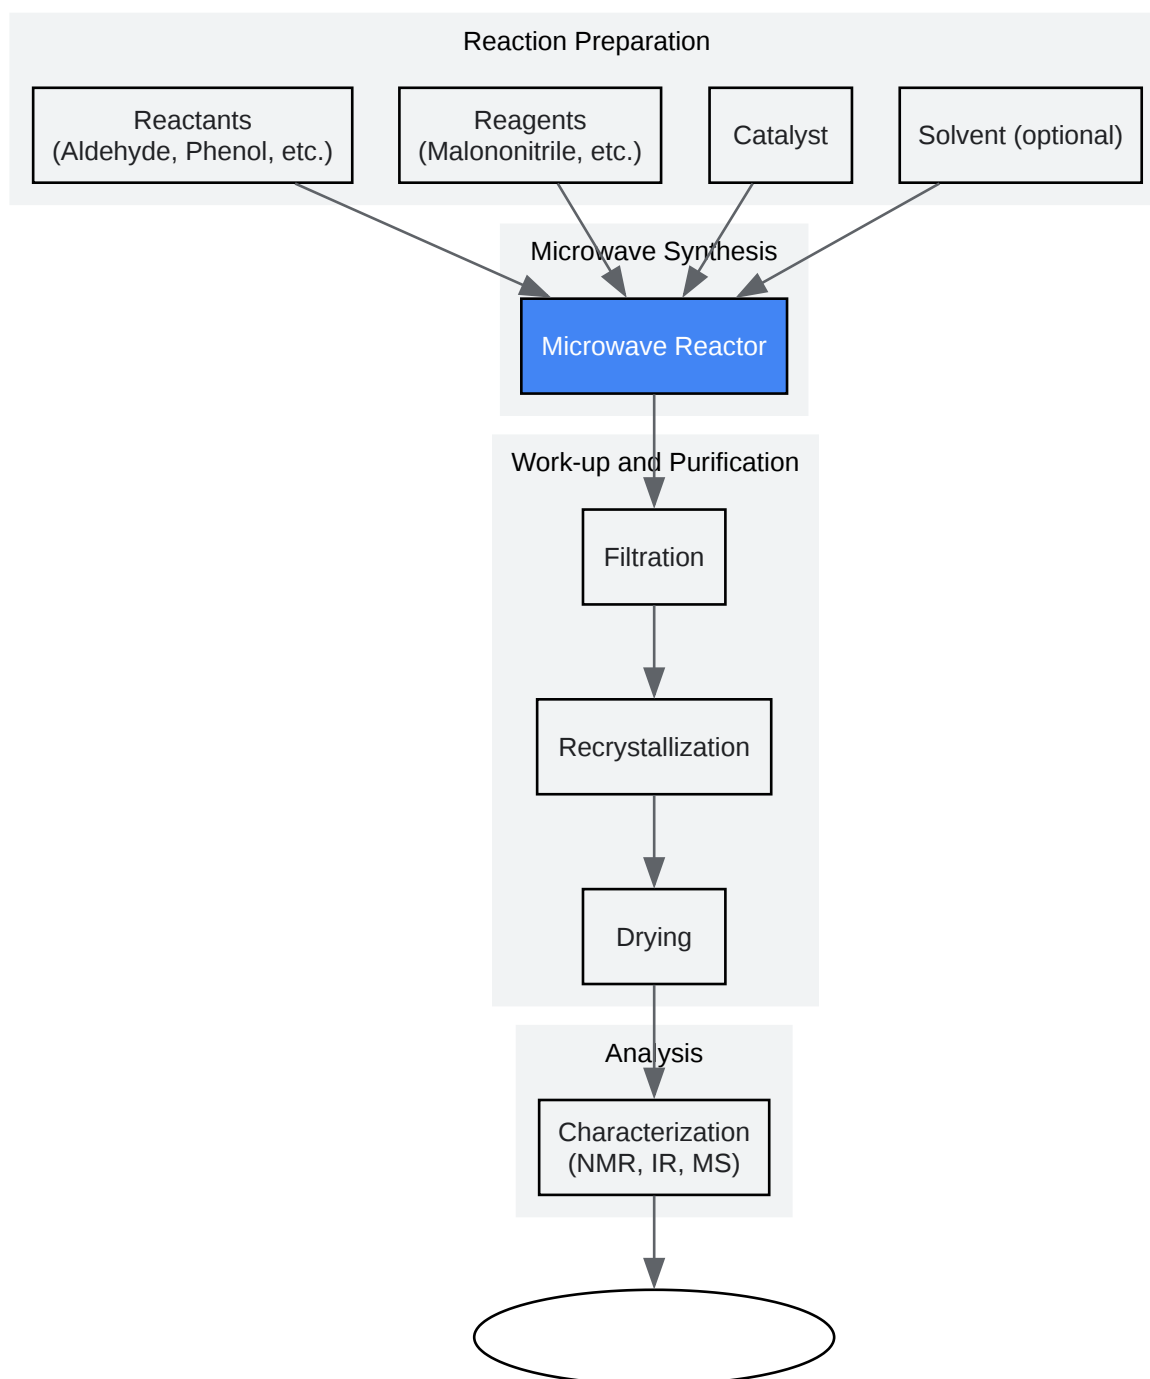 Reaction Preparation
Reactants
(Aldehyde, Phenol, etc.)
Reagents
(Malononitrile, etc.)
Catalyst
Solvent (optional)
Microwave Synthesis
Microwave Reactor
Work-up and Purification
Filtration
Recrystallization
Drying
Analysis
Characterization
(NMR, IR, MS)